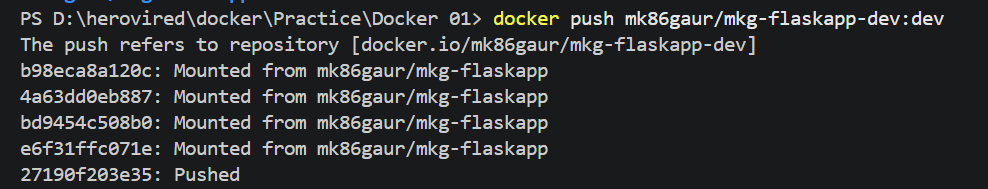 PS D:\herovired\docker\Practice\Docker 01> docker push mk86gaur/mkg-flaskapp-dev:dev
The push refers to repository [docker.io/mk86gaur/mkg-flaskapp-dev]
b98eca8a120c: Mounted from mk86gaur/mkg-flaskapp
4a63dd0eb887: Mounted from mk86gaur/mkg-flaskapp
bd9454c508b0: Mounted from mk86gaur/mkg-flaskapp
e6f31ffc071e: Mounted from mk86gaur/mkg-flaskapp
27190f203e35: Pushed